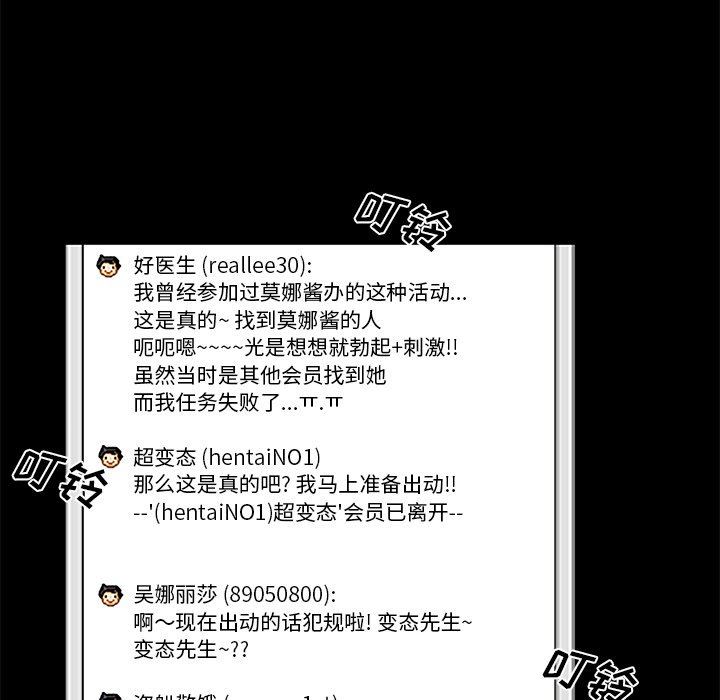 叮铃
好医生 (reallee30):
我曾经参加过莫娜酱办的这种活动...
这是真的~ 找到莫娜酱的人
呃呃嗯~~~~光是想想就勃起+刺激!!
虽然当时是其他会员找到她
而我任务失败了...ㅠ.ㅠ
超变态 (hentaiNO1)
叮铃
那么这是真的吧? 我马上准备出动!!
--'(hentaiNO1)超变态'会员已离开--
吴娜丽莎 (89050800):
啊～现在出动的话犯规啦! 变态先生~
变态先生~??
叮铃